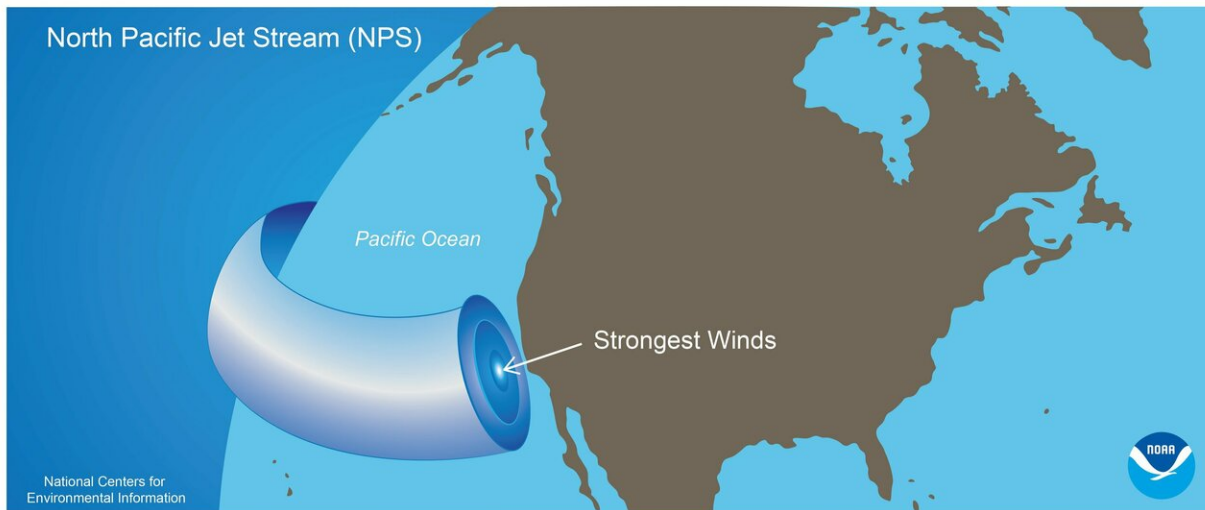 North Pacific Jet Stream (NPS)
Pacific Ocean
Strongest Winds
National Centers for
Environmental Information
NOAA